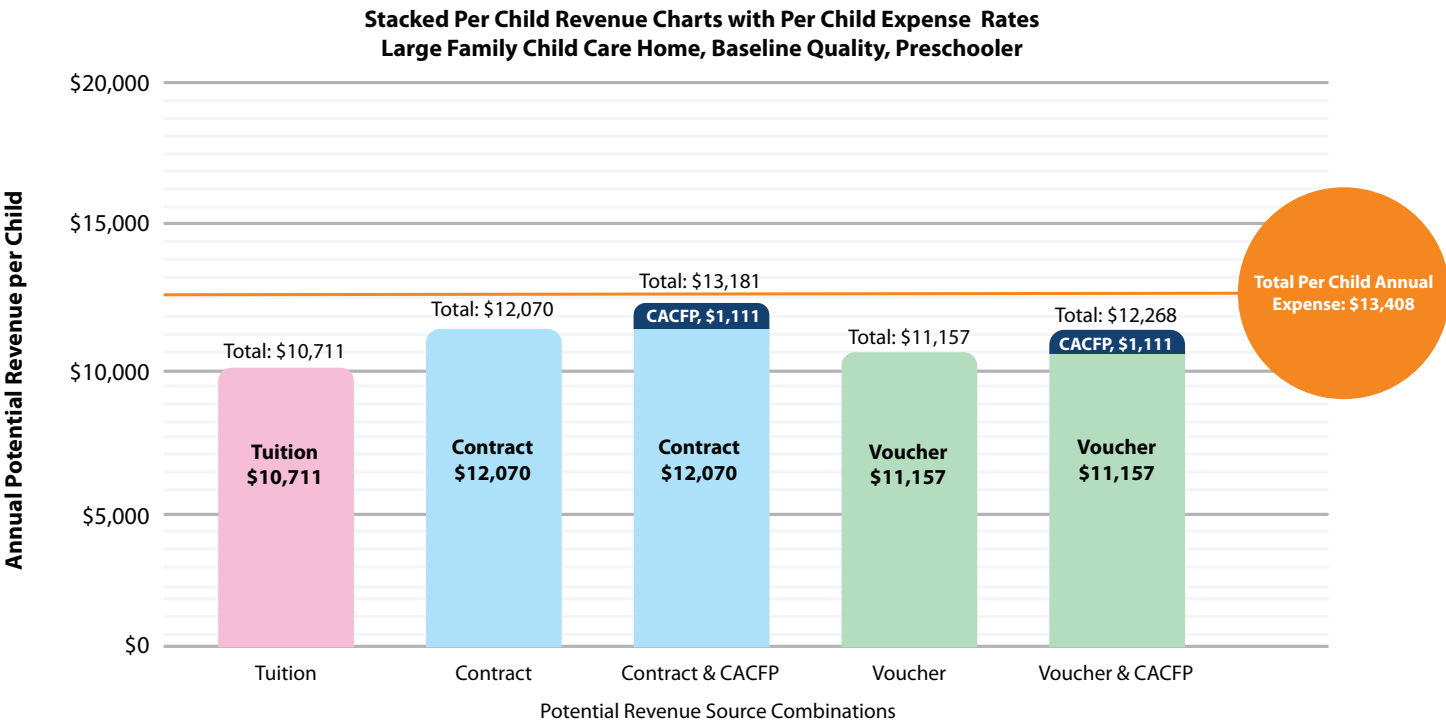 Stacked Per Child Revenue Charts with Per Child Expense Rates
Large Family Child Care Home, Baseline Quality, Preschooler
Annual Potential Revenue per Child
$20,000
$15,000
$10,000
$5,000
$0
Total: $10,711
Tuition
$10,711
Total: $12,070
Contract
$12,070
Total: $13,181
CACFP, $1,111
Contract
$12,070
Total: $11,157
Voucher
$11,157
Total: $12,268
CACFP, $1,111
Voucher
$11,157
Total Per Child Annual
Expense: $13,408
Tuition
Contract
Contract & CACFP
Voucher
Voucher & CACFP
Potential Revenue Source Combinations